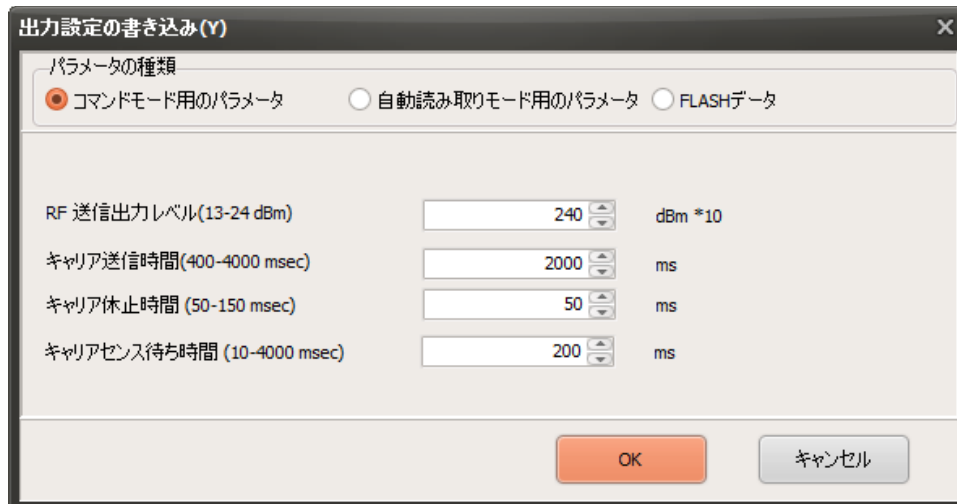 出力設定の書き込み(Y)
パラメータの種類
コマンドモード用のパラメータ 自動読み取りモード用のパラメータ FLASHデータ
RF 送信出力レベル(13-24 dBm) 240 dBm *10
キャリア送信時間(400-4000 msec) 2000 ms
キャリア休止時間 (50-150 msec) 50 ms
キャリアセンス待ち時間 (10-4000 msec) 200 ms
OK キャンセル